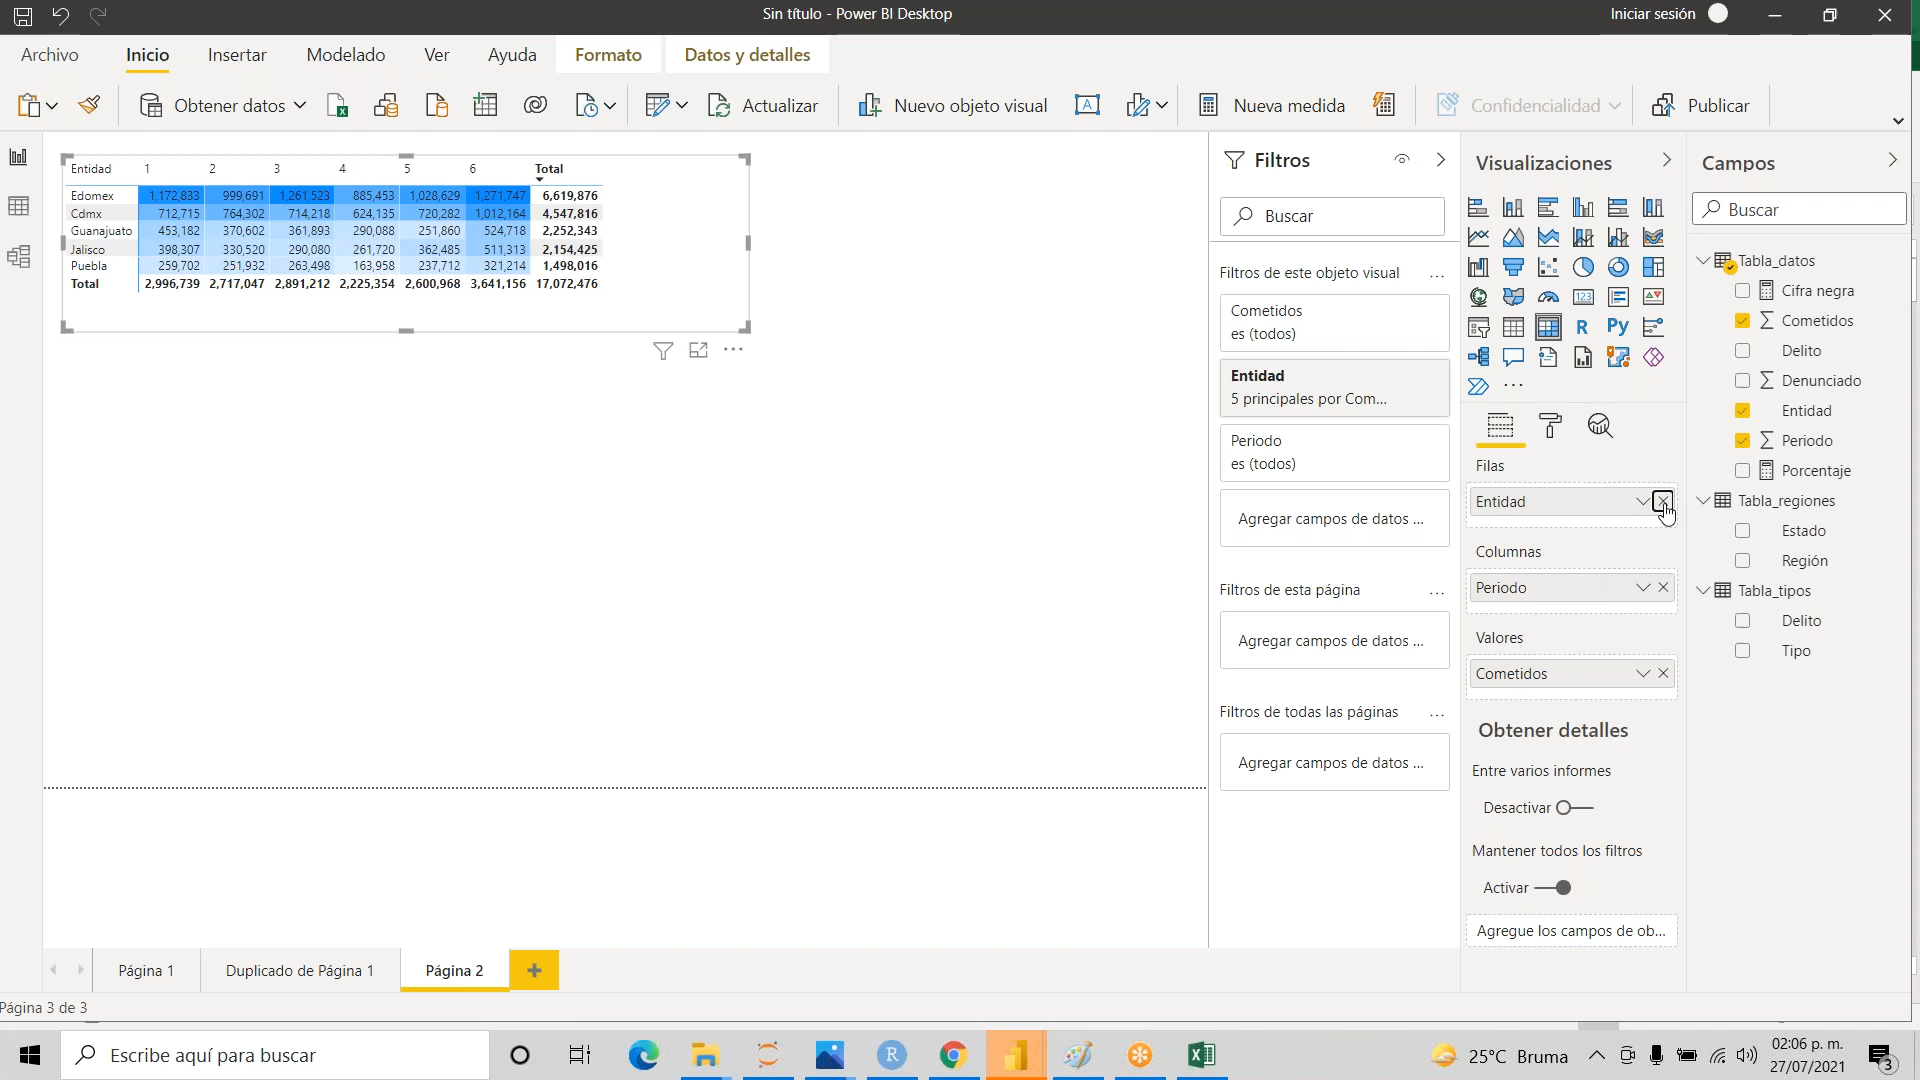 Sin título - Power BI Desktop
Iniciar sesión
Archivo
Inicio
Insertar
Modelado
Ver
Ayuda
Formato
Datos y detalles
Obtener datos
Actualizar
Nuevo objeto visual
Nueva medida
Confidencialidad
Publicar
Entidad 1 2 3 4 5 6 Total
Edomex 1,172,833 999,691 1,261,523 885,453 1,028,629 1,271,747 6,619,876
Cdmx 712,715 764,302 714,218 624,135 720,282 1,012,164 4,547,816
Guanajuato 453,182 370,602 361,893 290,088 251,860 524,718 2,252,343
Jalisco 398,307 330,520 290,080 261,720 362,485 511,313 2,154,425
Puebla 259,702 251,932 263,498 163,958 237,712 321,214 1,498,016
Total 2,996,739 2,717,047 2,891,212 2,225,354 2,600,968 3,641,156 17,072,476
Filtros
Buscar
Filtros de este objeto visual ...
Cometidos
es (todos)
Entidad
5 principales por Com...
Periodo
es (todos)
Agregar campos de datos ...
Filtros de esta página ...
Agregar campos de datos ...
Filtros de todas las páginas ...
Agregar campos de datos ...
Visualizaciones
123
R
Py
...
Filas
Entidad
Columnas
Periodo
Valores
Cometidos
Obtener detalles
Entre varios informes
Desactivar
Mantener todos los filtros
Activar
Agregue los campos de ob...
Campos
Buscar
Tabla_datos
Cifra negra
Cometidos
Delito
Denunciado
Entidad
Periodo
Porcentaje
Tabla_regiones
Estado
Región
Tabla_tipos
Delito
Tipo
Página 1
Duplicado de Página 1
Página 2
Página 3 de 3
Escribe aquí para buscar
R
25°C Bruma
02:06 p. m.
27/07/2021
3